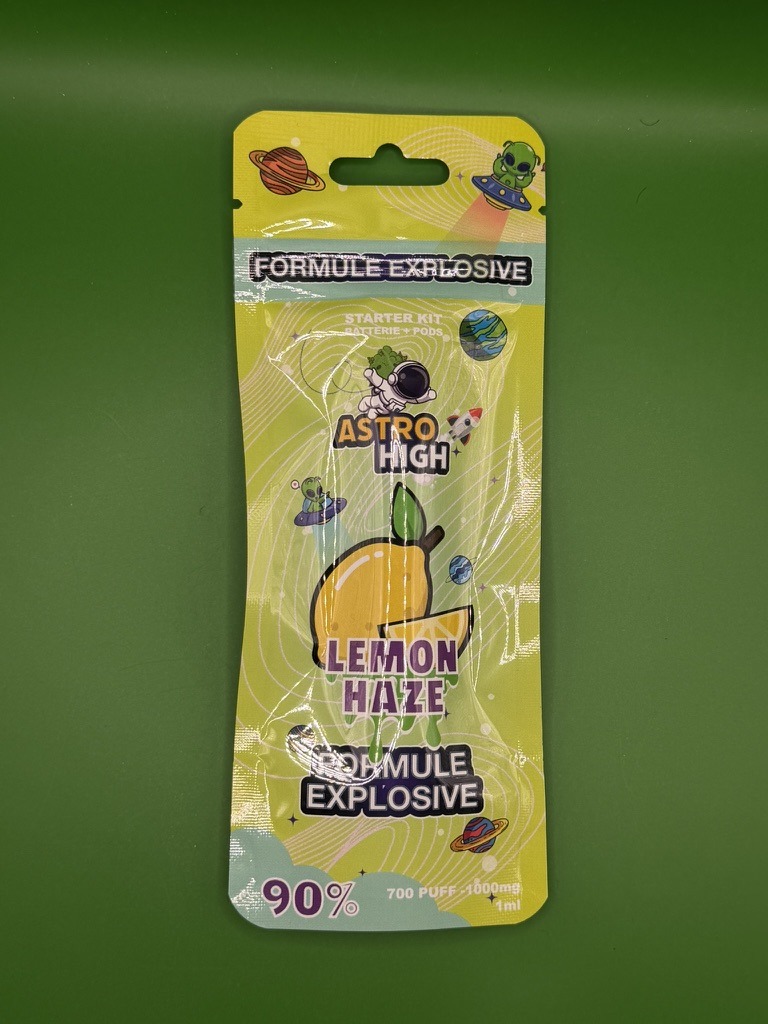 FORMULE EXPLOSIVE
STARTER KIT
BATTERIE + PODS
ASTRO
HIGH
LEMON
HAZE
FORMULE
EXPLOSIVE
90%
700 PUFF -1000mg
1ml